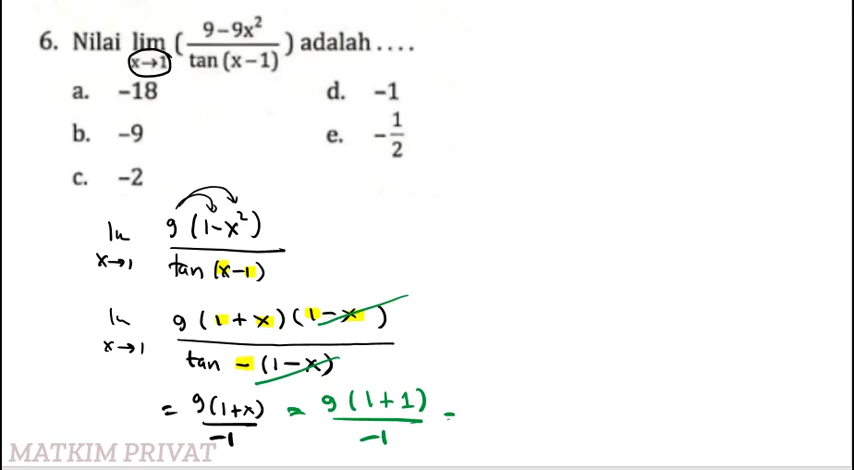 6. Nilai lim x→1 (9−9x²/tan (x−1)) adalah ....
a. −18
d. −1
b. −9
e. −1/2
c. −2
lim x→1 9 (1−x²)/tan (x−1)
lim x→1 9 (1+x)(1−x)/tan −(1−x)
= 9(1+x)/−1 = 9 (1+1)/−1 =
MATKIM PRIVAT